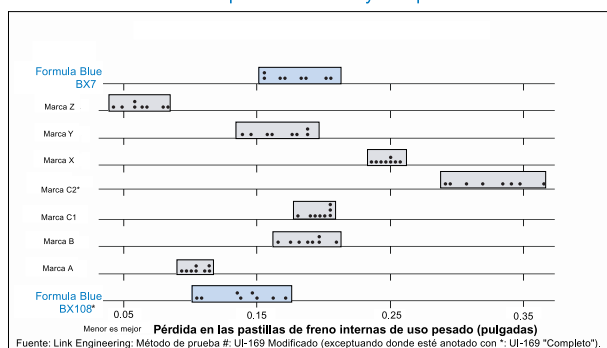 Formula Blue
BX7
Marca Z
Marca Y
Marca X
Marca C2*
Marca C1
Marca B
Marca A
Formula Blue
BX108*
0.05
0.15
0.25
0.35
Menor es mejor
Pérdida en las pastillas de freno internas de uso pesado (pulgadas)
Fuente: Link Engineering: Método de prueba #: UI-169 Modificado (exceptuando donde esté anotado con *: UI-169 "Completo").